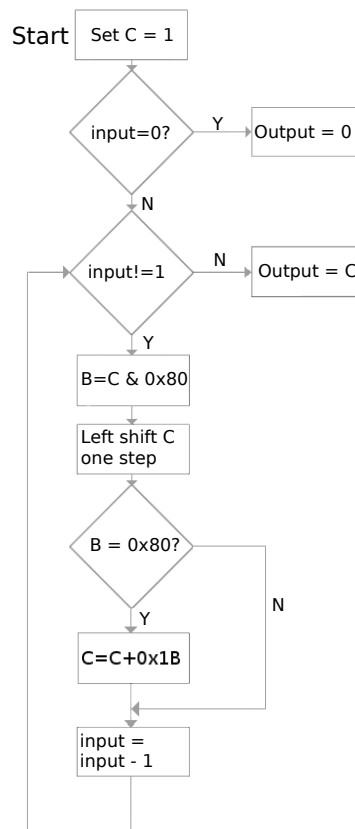 Start
Set C = 1
input=0?
Y
Output = 0
N
input!=1
N
Output = C
Y
B=C & 0x80
Left shift C
one step
B = 0x80?
N
Y
C=C+0x1B
input =
input - 1